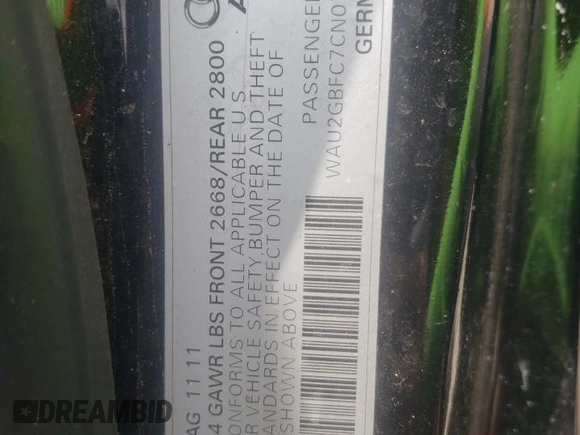 AG 11 11
4 GAWR LBS FRONT 2668/REAR 2800
ONFORMS TO ALL APPLICABLE U.S.
R VEHICLE SAFETY, BUMPER AND THEFT
ANDARDS IN EFFECT ON THE DATE OF
SHOWN ABOVE
PASSENGE
WAU2GBFC7CN0
GERM
DREAMBID